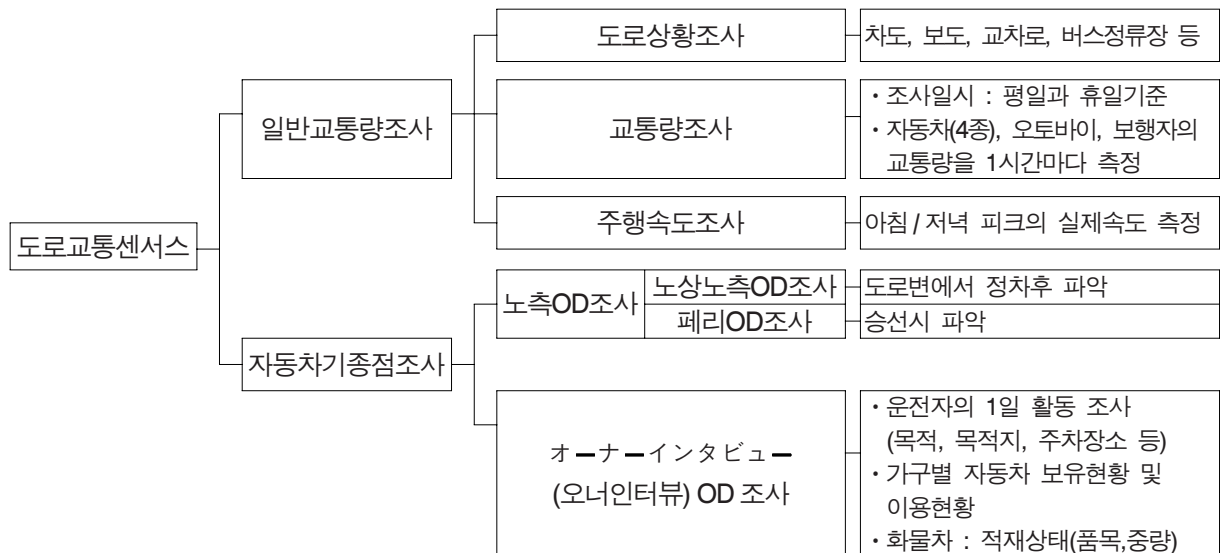 도로교통센서스
일반교통량조사
도로상황조사
차도, 보도, 교차로, 버스정류장 등
교통량조사
・조사일시 : 평일과 휴일기준
・자동차(4종), 오토바이, 보행자의
교통량을 1시간마다 측정
주행속도조사
아침 / 저녁 피크의 실제속도 측정
자동차기종점조사
노측OD조사
노상노측OD조사
도로변에서 정차후 파악
페리OD조사
승선시 파악
オーナーインタビュー
(오너인터뷰) OD 조사
・운전자의 1일 활동 조사
(목적, 목적지, 주차장소 등)
・가구별 자동차 보유현황 및
이용현황
・화물차 : 적재상태(품목,중량)